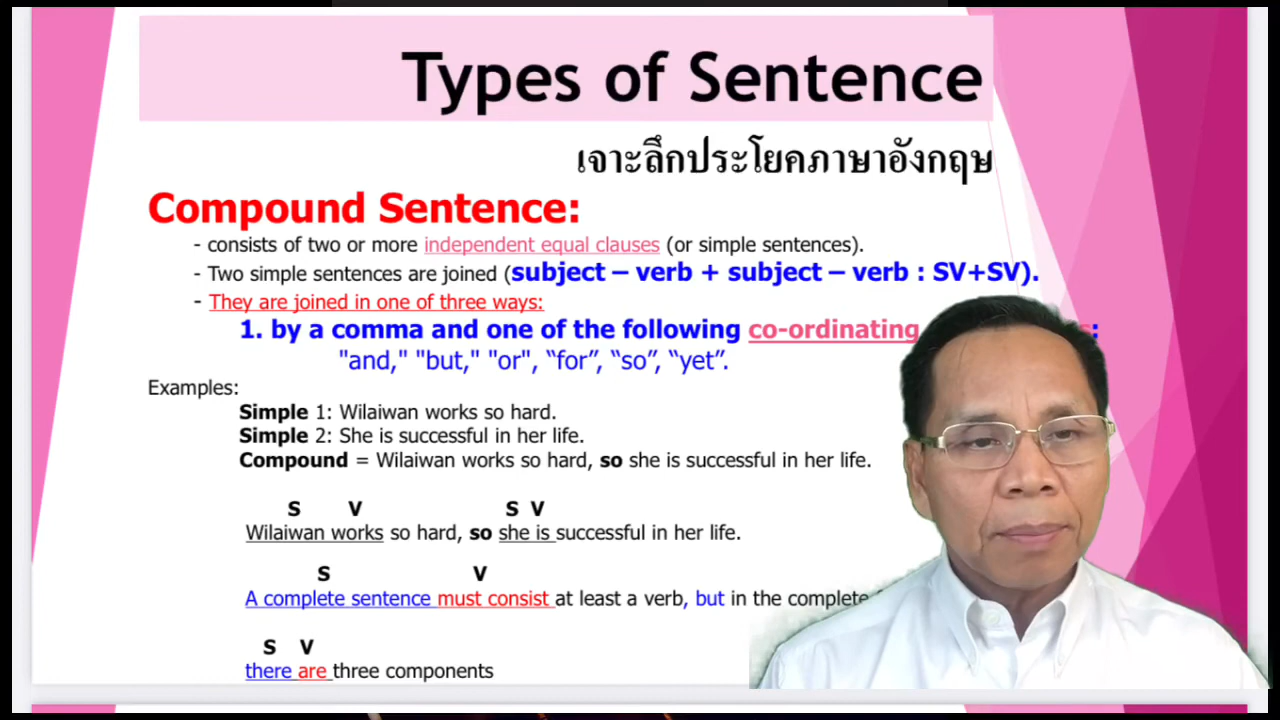 Types of Sentence
เจาะลึกประโยคภาษาอังกฤษ
Compound Sentence:
- consists of two or more independent equal clauses (or simple sentences).
- Two simple sentences are joined (subject – verb + subject – verb : SV+SV).
- They are joined in one of three ways:
1. by a comma and one of the following co-ordinating :
"and," "but," "or", “for”, “so”, “yet”.
Examples:
Simple 1: Wilaiwan works so hard.
Simple 2: She is successful in her life.
Compound = Wilaiwan works so hard, so she is successful in her life.
S V S V
Wilaiwan works so hard, so she is successful in her life.
S V
A complete sentence must consist at least a verb, but in the complete
S V
there are three components